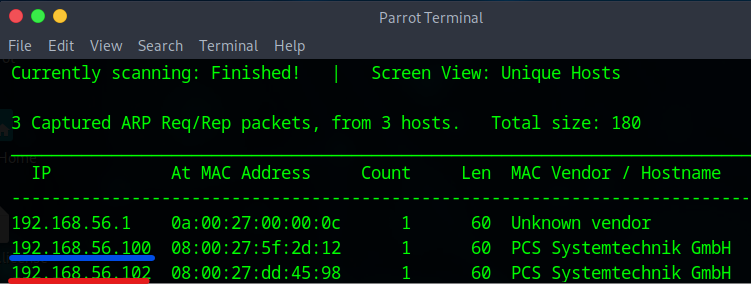 Parrot Terminal
File Edit View Search Terminal Help
Currently scanning: Finished! | Screen View: Unique Hosts
3 Captured ARP Req/Rep packets, from 3 hosts. Total size: 180
IP At MAC Address Count Len MAC Vendor / Hostname
-----------------------------------------------------------------------------
192.168.56.1 0a:00:27:00:00:0c 1 60 Unknown vendor
192.168.56.100 08:00:27:5f:2d:12 1 60 PCS Systemtechnik GmbH
192.168.56.102 08:00:27:dd:45:98 1 60 PCS Systemtechnik GmbH